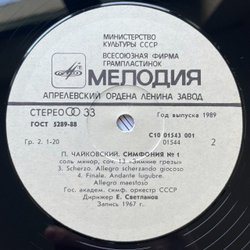 МИНИСТЕРСТВО
КУЛЬТУРЫ СССР
ВСЕСОЮЗНАЯ ФИРМА
ГРАМПЛАСТИНОК
МЕЛОДИЯ
АПРЕЛЕВСКИЙ ОРДЕНА ЛЕНИНА ЗАВОД
СТЕРЕО 33
Год выпуска 1989
ГОСТ 5289-88
С10 01543 001
Гр. 2. 1-20
01544
2
П. ЧАЙКОВСКИЙ. СИМФОНИЯ № 1
соль минор, соч. 13 «Зимние грезы»
3. Scherzo. Allegro scherzando giocoso
4. Finale. Andante lugubre.
Allegro maestoso
Гос. академ. симф. оркестр СССР
Дирижер Е. Светланов
Запись 1967 г.